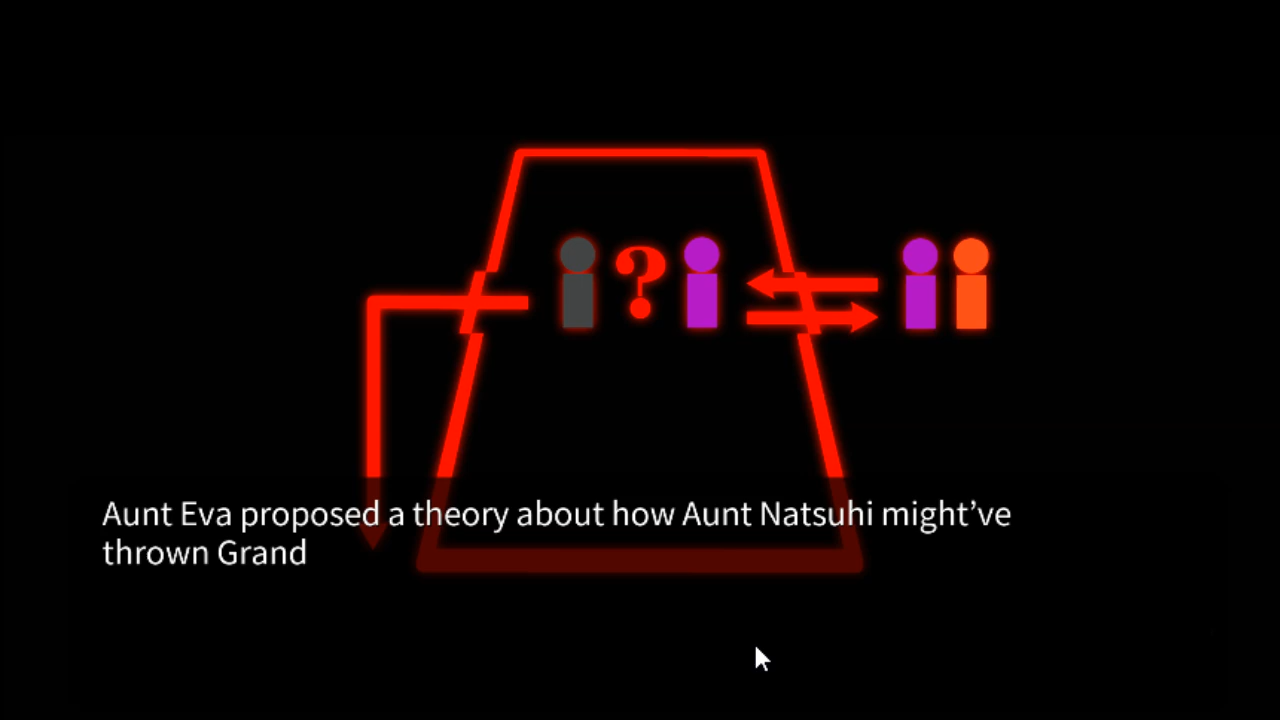 ?
Aunt Eva proposed a theory about how Aunt Natsuhi might’ve
thrown Grand